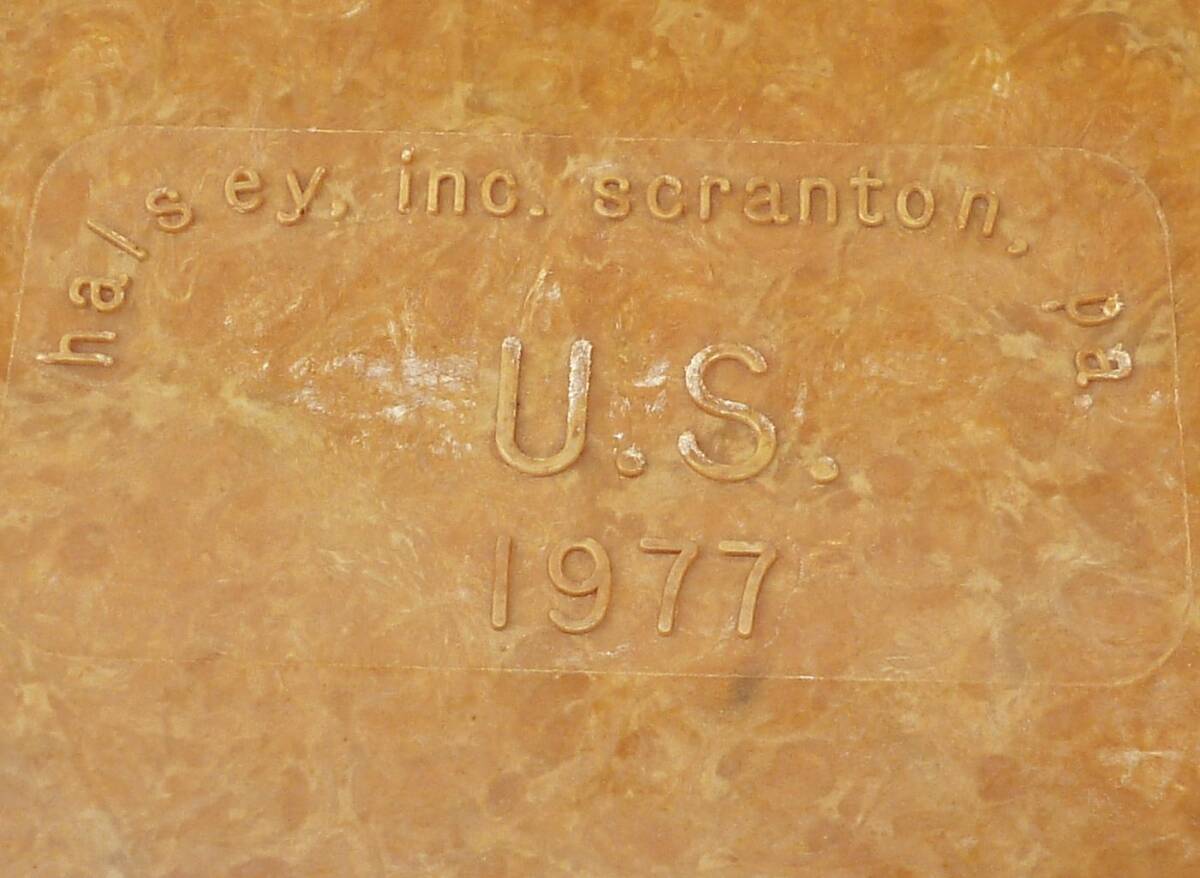 halsey, inc. scranton, pa.
U.S.
1977